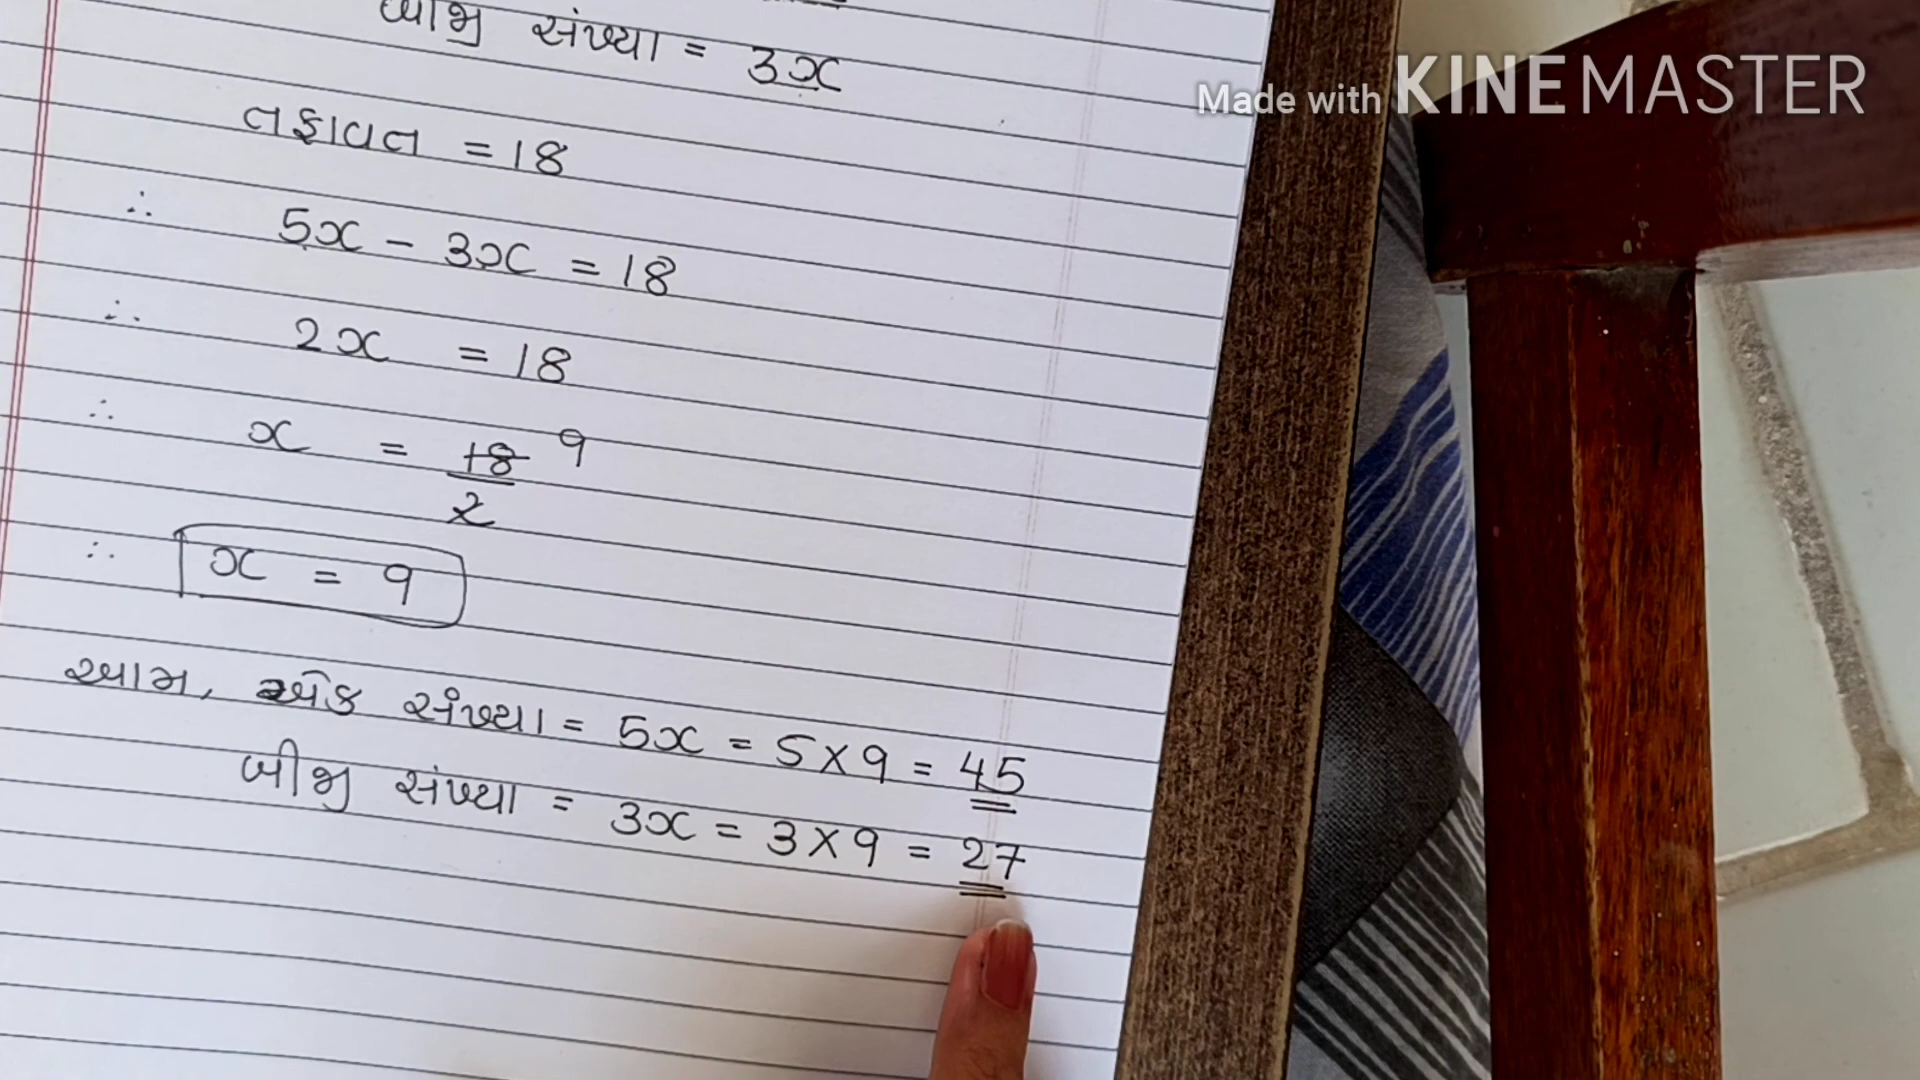 બીજી સંખ્યા = 3x
Made with KINEMASTER
તફાવત = 18
∴ 5x - 3x = 18
∴ 2x = 18
∴ x = 18/2 9
∴ x = 9
આમ, એક સંખ્યા = 5x = 5 × 9 = 45
બીજી સંખ્યા = 3x = 3 × 9 = 27